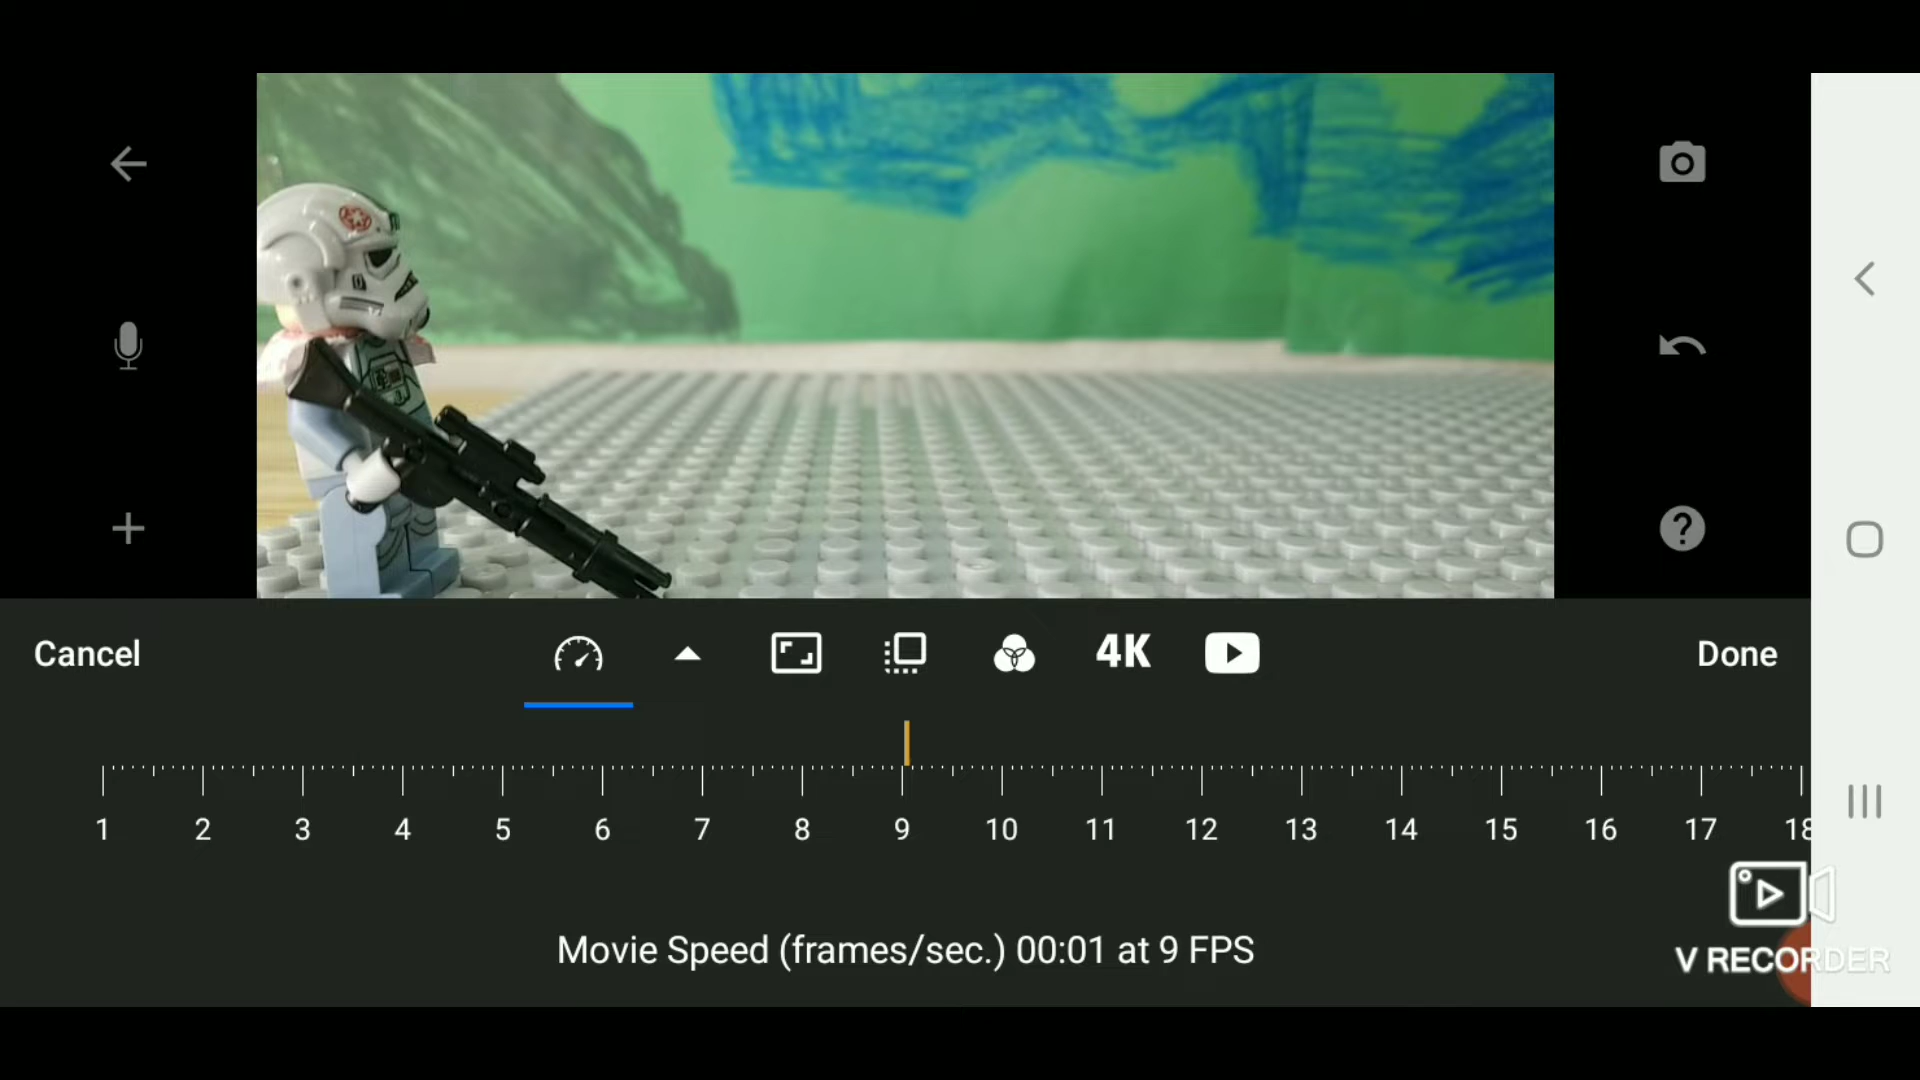 Cancel
4K
Done
1 2 3 4 5 6 7 8 9 10 11 12 13 14 15 16 17 18
Movie Speed (frames/sec.) 00:01 at 9 FPS
V RECORDER